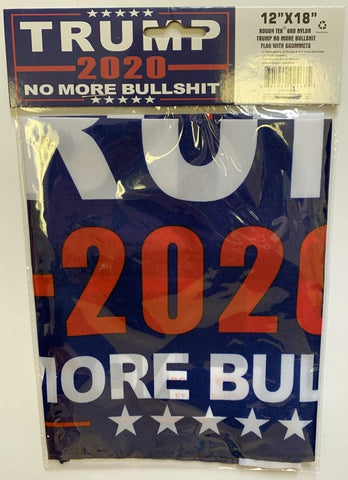 TRUMP
2020
NO MORE BULLSHIT
12"X18"
ROUGH TEX® 68D NYLON
TRUMP NO MORE BULLSHIT
FLAG WITH GROMMETS
RUM
-2020
MORE BUL